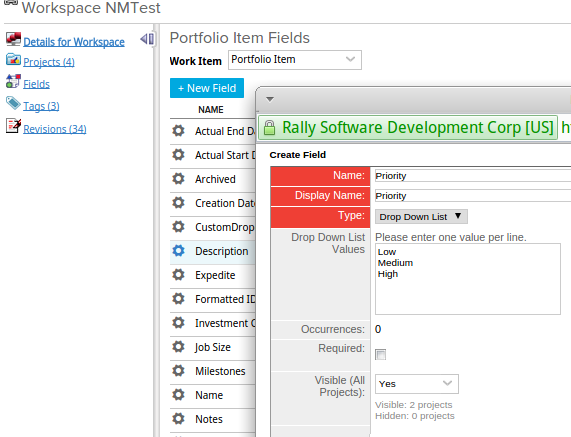 Workspace NMTest
Details for Workspace
Projects (4)
Fields
Tags (3)
Revisions (34)
Portfolio Item Fields
Work Item Portfolio Item
+ New Field
NAME
Actual End
Actual Start
Archived
Creation
CustomDrop
Description
Expedite
Formatted ID
Investment
Job Size
Milestones
Name
Notes
Rally Software Development Corp [US]
Create Field
Name: Priority
Display Name: Priority
Type: Drop Down List
Drop Down List Values
Please enter one value per line.
Low
Medium
High
Occurrences: 0
Required:
Visible (All Projects): Yes
Visible: 2 projects
Hidden: 0 projects